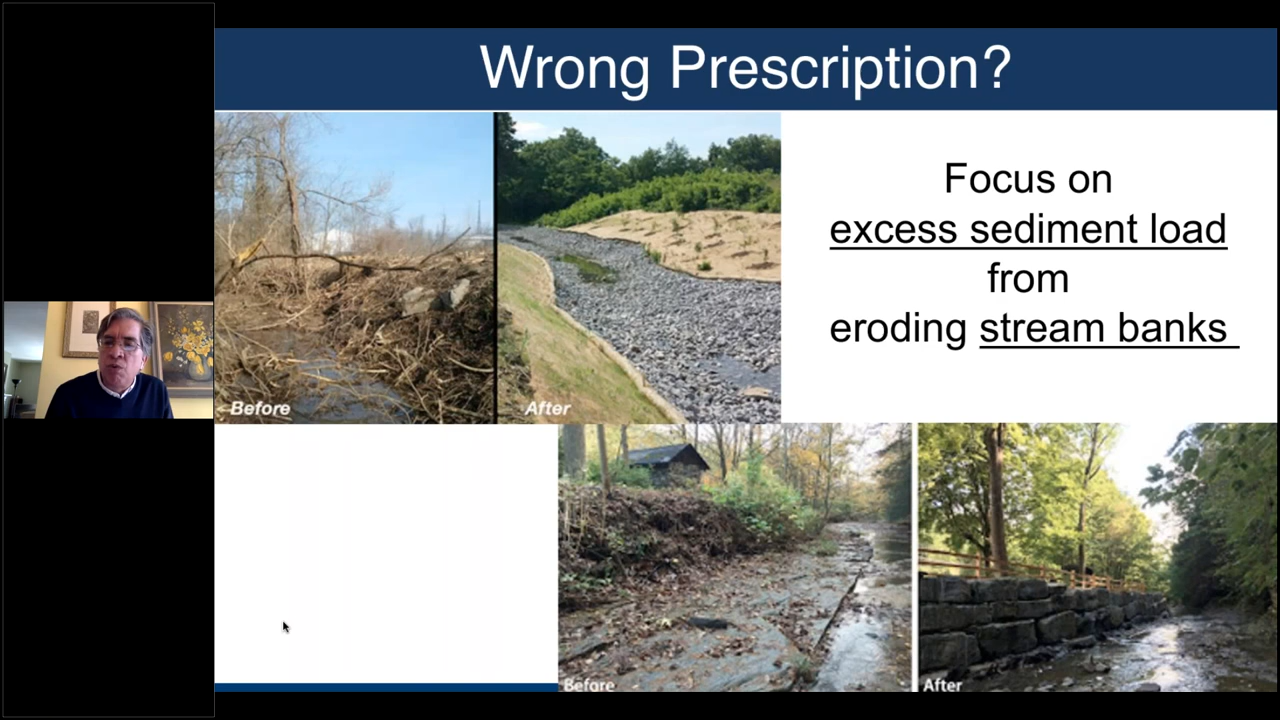 Wrong Prescription?
Focus on
excess sediment load
from
eroding stream banks
Before
After
Before
After